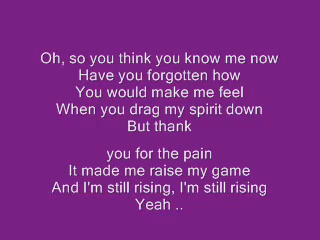 Oh, so you think you know me now
Have you forgotten how
You would make me feel
When you drag my spirit down
But thank
you for the pain
It made me raise my game
And I'm still rising, I'm still rising
Yeah ..